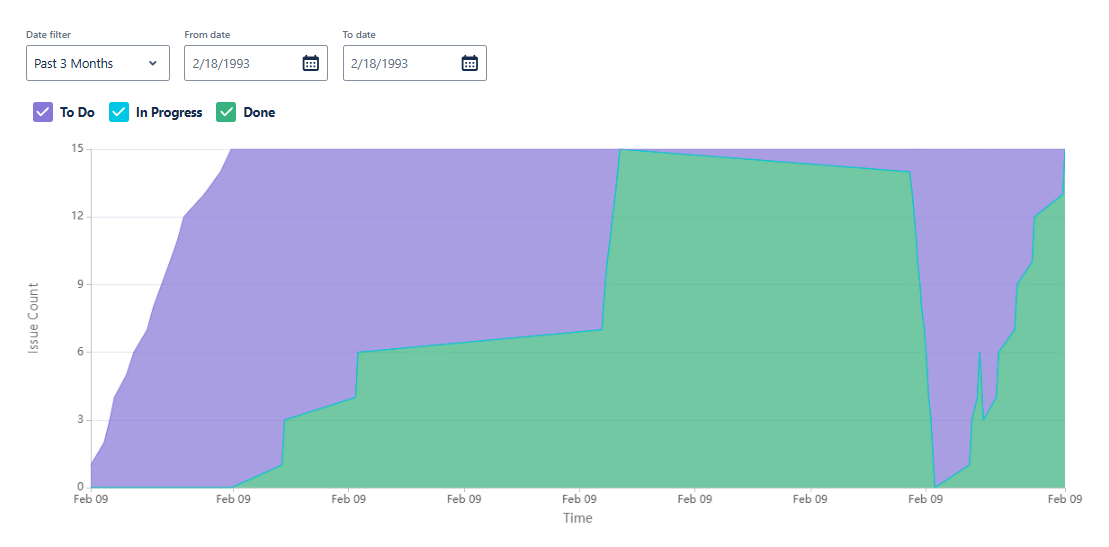 Date filter From date To date
Past 3 Months 2/18/1993 2/18/1993
To Do In Progress Done
15
12
9
6
3
0
Issue Count
Feb 09 Feb 09 Feb 09 Feb 09 Feb 09 Feb 09 Feb 09 Feb 09 Feb 09
Time